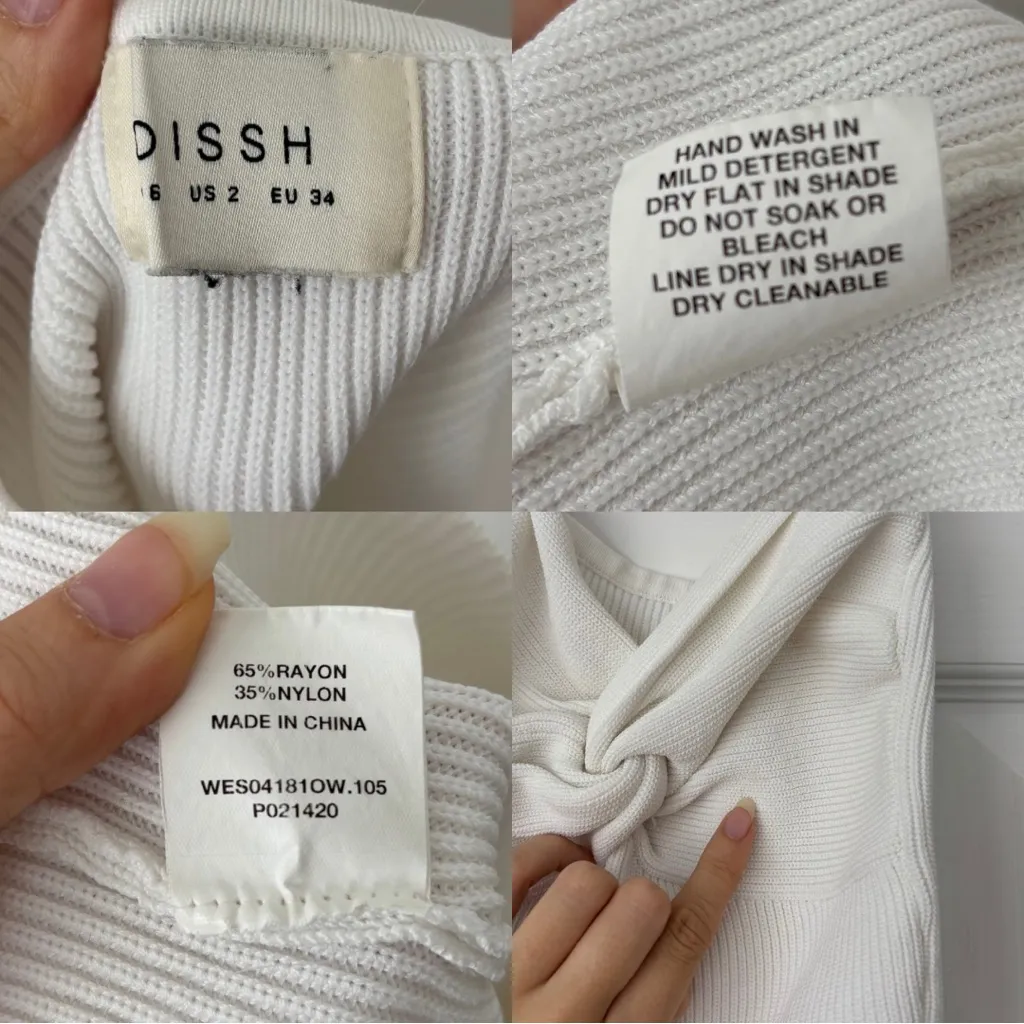 DISSH
6 US 2 EU 34
HAND WASH IN
MILD DETERGENT
DRY FLAT IN SHADE
DO NOT SOAK OR
BLEACH
LINE DRY IN SHADE
DRY CLEANABLE
65%RAYON
35%NYLON
MADE IN CHINA
WES04181OW.105
P021420